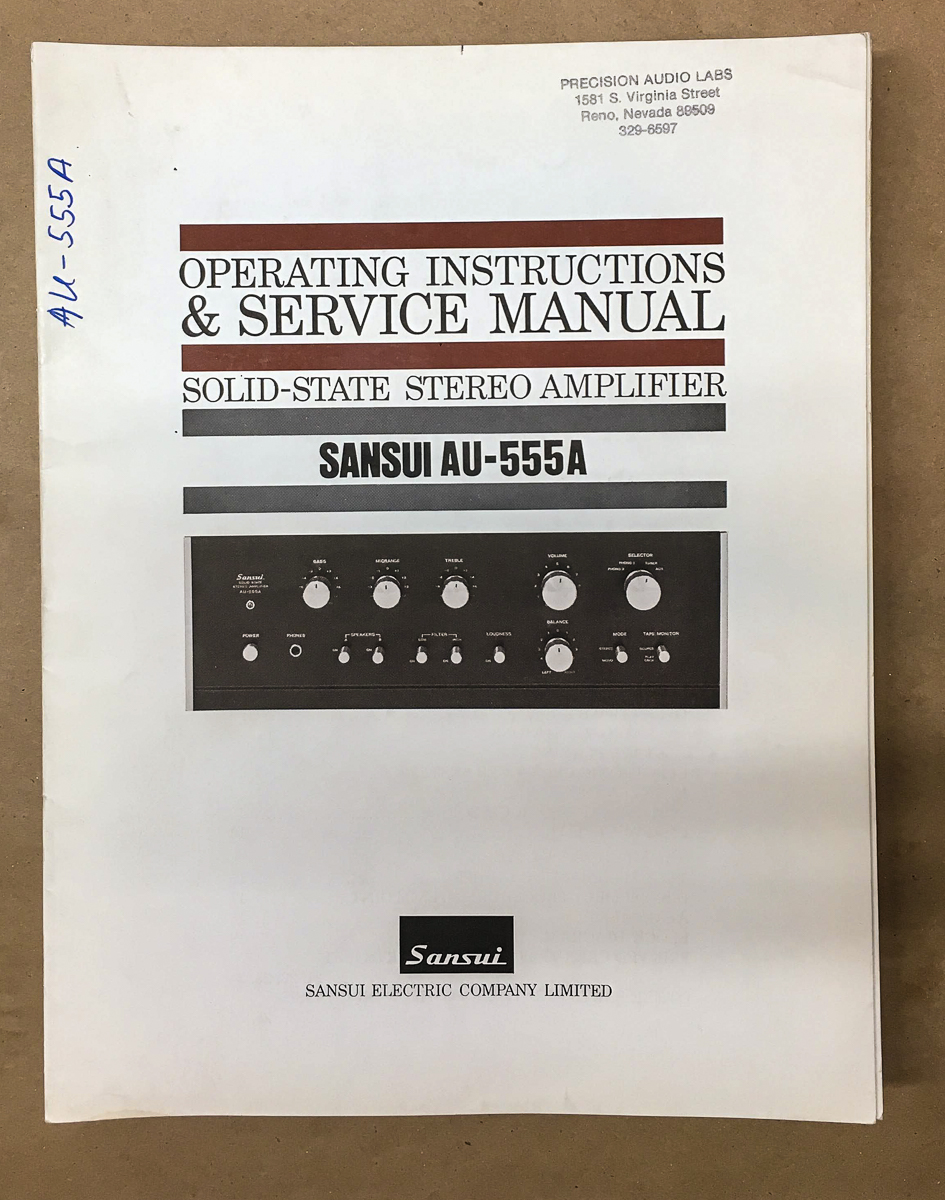 PRECISION AUDIO LABS
1581 S. Virginia Street
Reno, Nevada 89509
329-6597
AU-555A
OPERATING INSTRUCTIONS
& SERVICE MANUAL
SOLID-STATE STEREO AMPLIFIER
SANSUI AU-555A
Sansui
SOLID STATE
STEREO AMPLIFIER
AU-555A
BASS
MIDRANGE
TREBLE
VOLUME
SELECTOR
PHONO 1
TUNER
PHONO 2
AUX
POWER
PHONES
SPEAKERS
FILTER
LOUDNESS
BALANCE
LEFT
MODE
TAPE MONITOR
STEREO
SOURCE
Sansui
SANSUI ELECTRIC COMPANY LIMITED